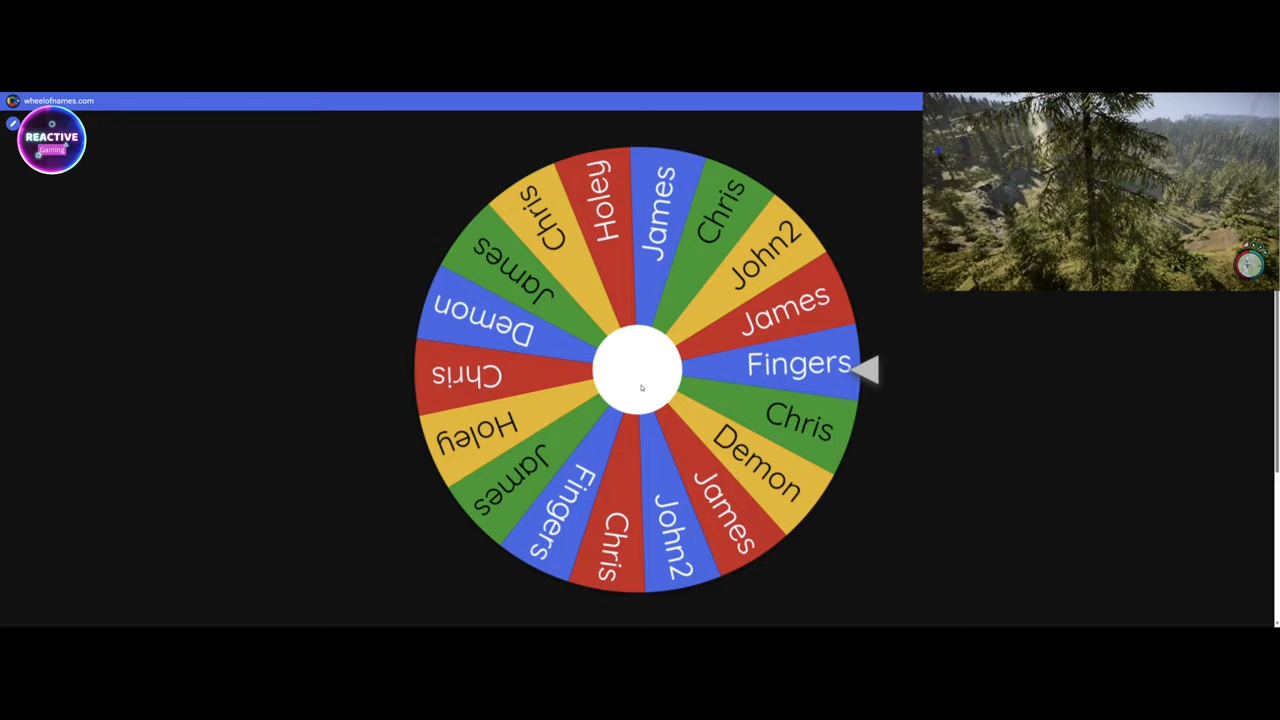 wheelofnames.com
REACTIVE
Gaming
James
Chris
John2
James
Fingers
Chris
Demon
James
John2
Chris
Fingers
James
Holey
Chris
Demon
James
Chris
Holey